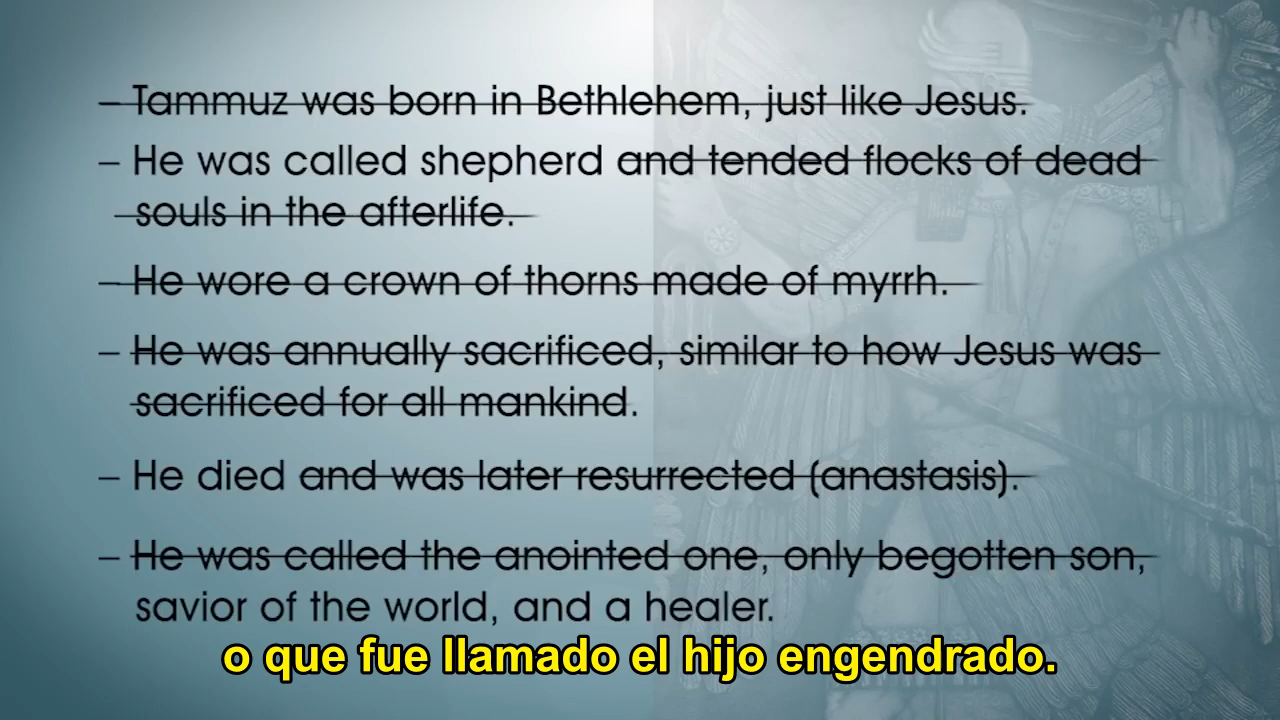 – Tammuz was born in Bethlehem, just like Jesus.
– He was called shepherd and tended flocks of dead
souls in the afterlife.
– He wore a crown of thorns made of myrrh.
– He was annually sacrificed, similar to how Jesus was
sacrificed for all mankind.
– He died and was later resurrected (anastasis).
– He was called the anointed one, only begotten son,
savior of the world, and a healer.
o que fue llamado el hijo engendrado.